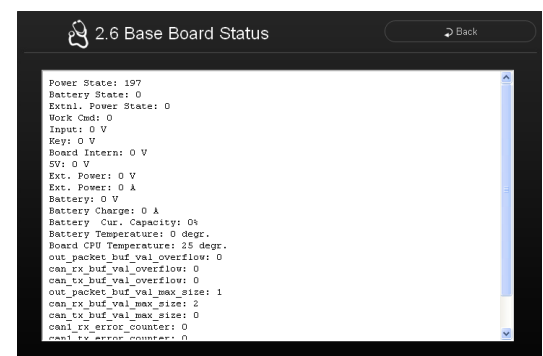 2.6 Base Board Status
Back
Power State: 197
Battery State: 0
Extnl. Power State: 0
Work Cmd: 0
Input: 0 V
Key: 0 V
Board Intern: 0 V
5V: 0 V
Ext. Power: 0 V
Ext. Power: 0 A
Battery: 0 V
Battery Charge: 0 A
Battery  Cur. Capacity: 0%
Battery Temperature: 0 degr.
Board CPU Temperature: 25 degr.
out_packet_buf_val_overflow: 0
can_rx_buf_val_overflow: 0
can_tx_buf_val_overflow: 0
out_packet_buf_val_max_size: 1
can_rx_buf_val_max_size: 2
can_tx_buf_val_max_size: 0
can1_rx_error_counter: 0
can1_tx_error_counter: 0